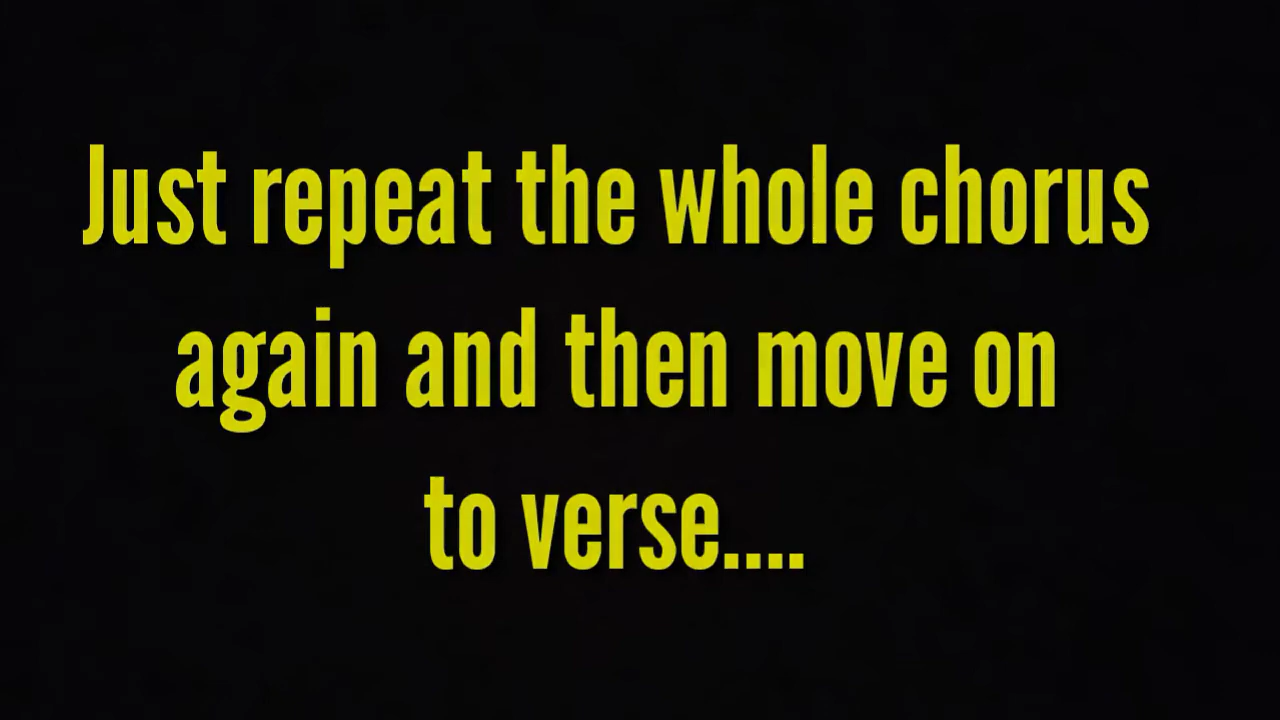 Just repeat the whole chorus
again and then move on
to verse....